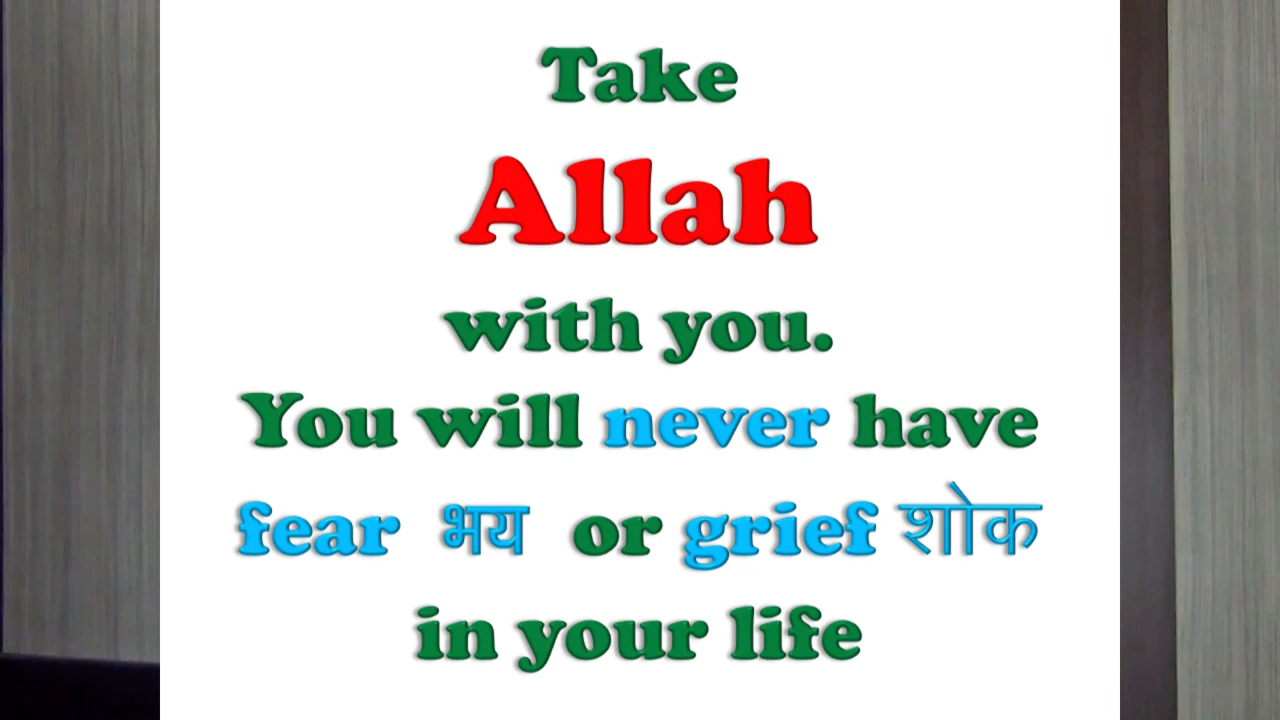 Take
Allah
with you.
You will never have
fear भय or grief शोक
in your life